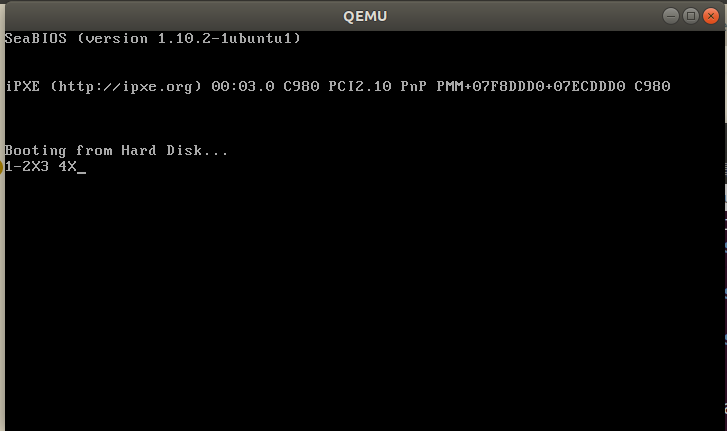 QEMU
SeaBIOS (version 1.10.2-1ubuntu1)
iPXE (http://ipxe.org) 00:03.0 C980 PCI2.10 PnP PMM+07F8DDD0+07ECDDD0 C980
Booting from Hard Disk...
1-2X3 4X_